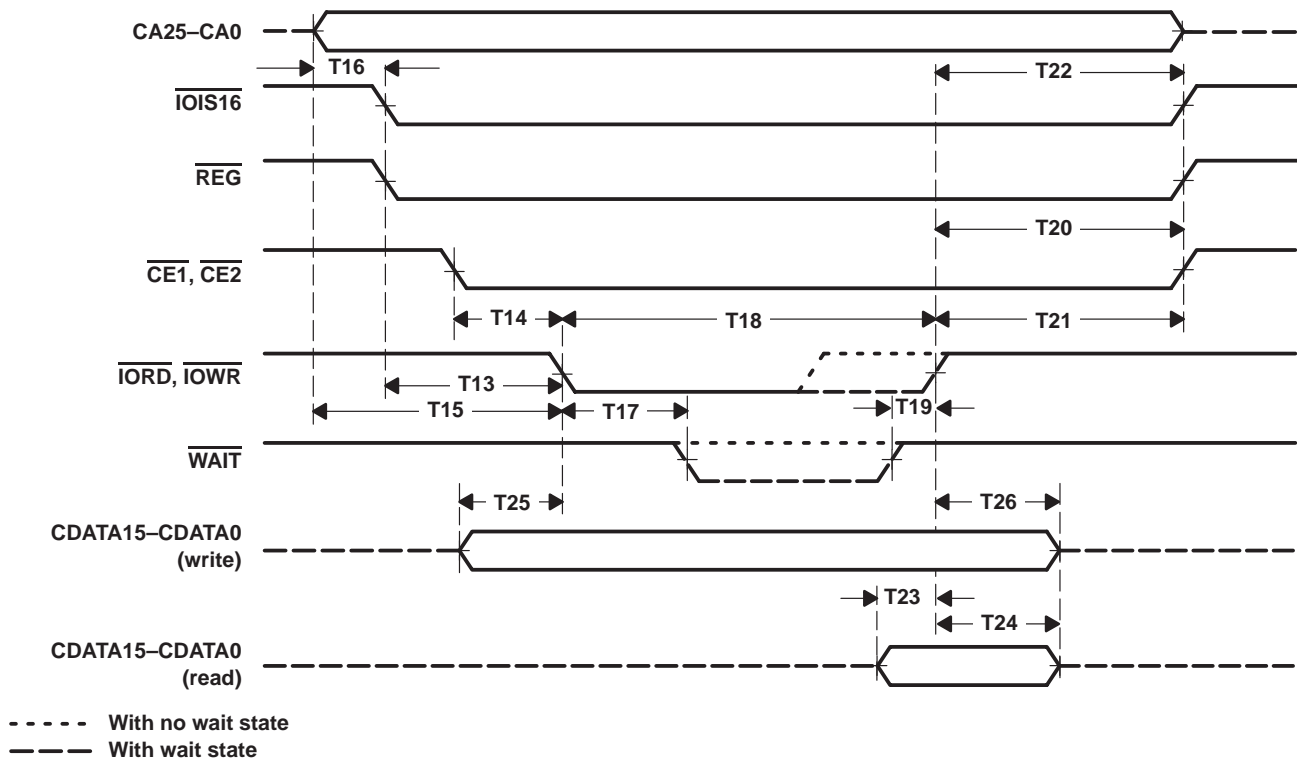 CA25–CA0
T16
T22
IOIS16
REG
T20
CE1, CE2
T14
T18
T21
IORD, IOWR
T13
T19
T15
T17
WAIT
T25
T26
CDATA15–CDATA0
(write)
T23
T24
CDATA15–CDATA0
(read)
With no wait state
With wait state